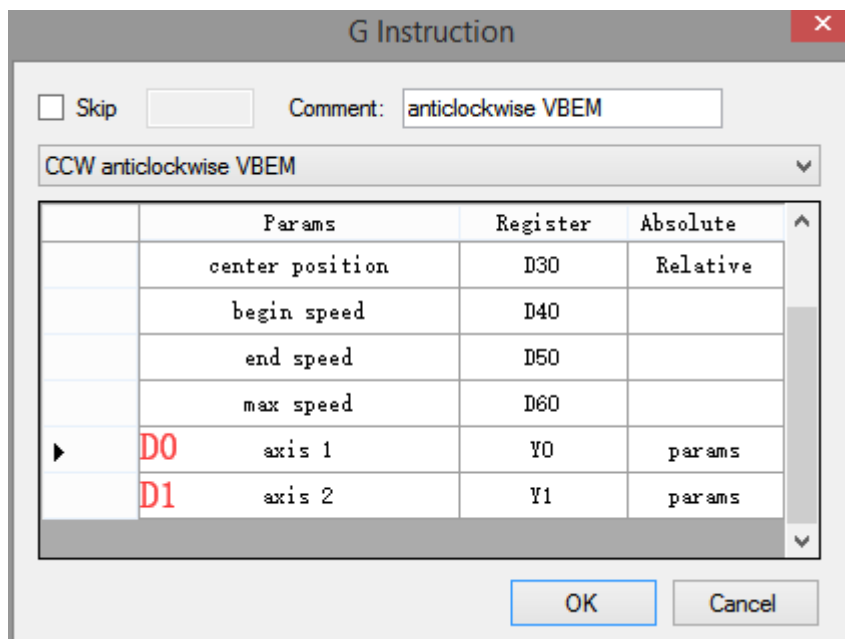 G Instruction
Skip Comment: anticlockwise VBEM
CCW anticlockwise VBEM
Params Register Absolute
center position D30 Relative
begin speed D40
end speed D50
max speed D60
D0 axis 1 Y0 params
D1 axis 2 Y1 params
OK Cancel